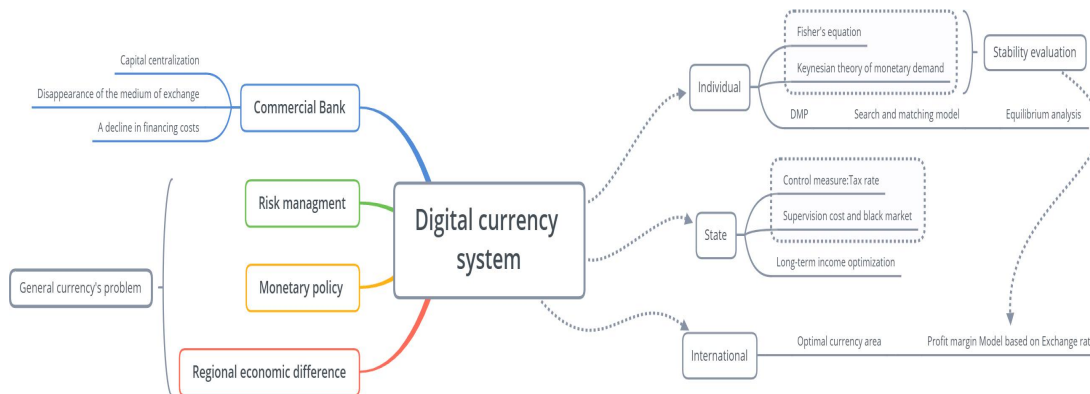 Capital centralization
Disappearance of the medium of exchange
A decline in financing costs
Commercial Bank
Risk managment
Monetary policy
Regional economic difference
General currency's problem
Digital currency
system
Individual
Fisher's equation
Keynesian theory of monetary demand
Stability evaluation
DMP
Search and matching model
Equilibrium analysis
State
Control measure:Tax rate
Supervision cost and black market
Long-term income optimization
International
Optimal currency area
Profit margin Model based on Exchange rat